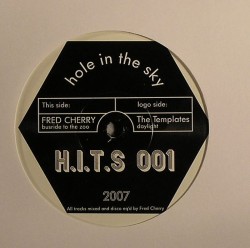 hole in the sky
This side:
logo side:
FRED CHERRY
busride to the zoo
The Templates
daylight
H.I.T.S 001
2007
All tracks mixed and disco eq'd by Fred Cherry